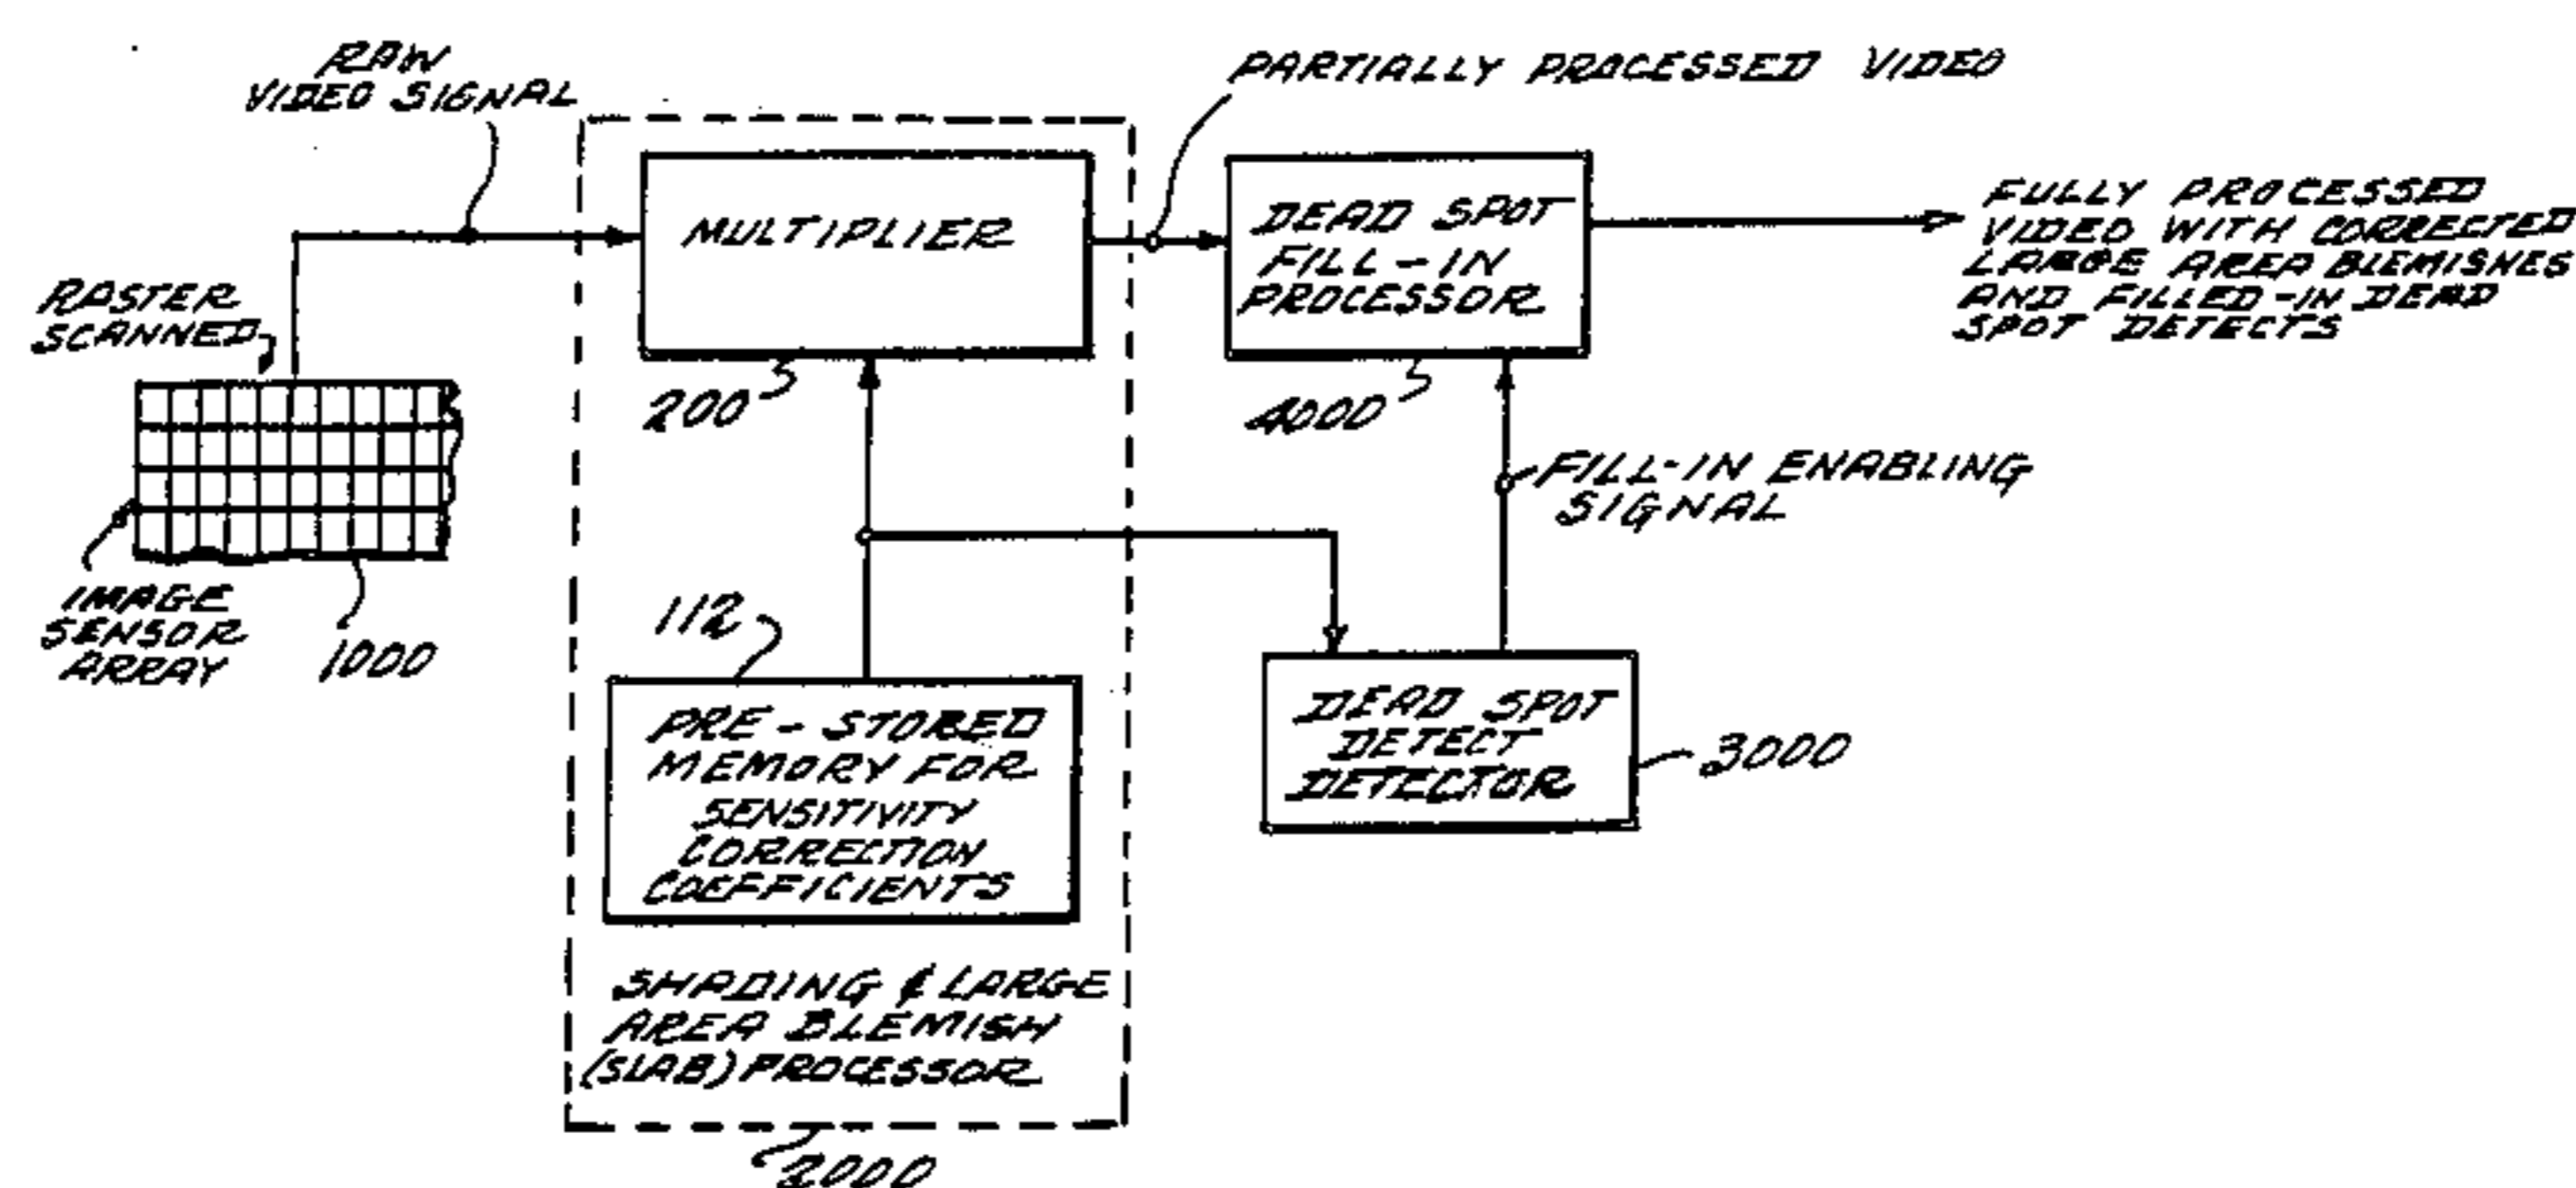 RAW
VIDEO SIGNAL
PARTIALLY PROCESSED VIDEO
MULTIPLIER
DEAD SPOT
FILL-IN
PROCESSOR
FULLY PROCESSED
VIDEO WITH CORRECTED
LARGE AREA BLEMISHES
AND FILLED-IN DEAD
SPOT DETECTS
RASTER
SCANNED
200
4000
FILL-IN ENABLING
SIGNAL
IMAGE
SENSOR
ARRAY
1000
112
PRE-STORED
MEMORY FOR
SENSITIVITY
CORRECTION
COEFFICIENTS
DEAD SPOT
DETECT
DETECTOR
3000
SHADING & LARGE
AREA BLEMISH
(SLAB) PROCESSOR
2000